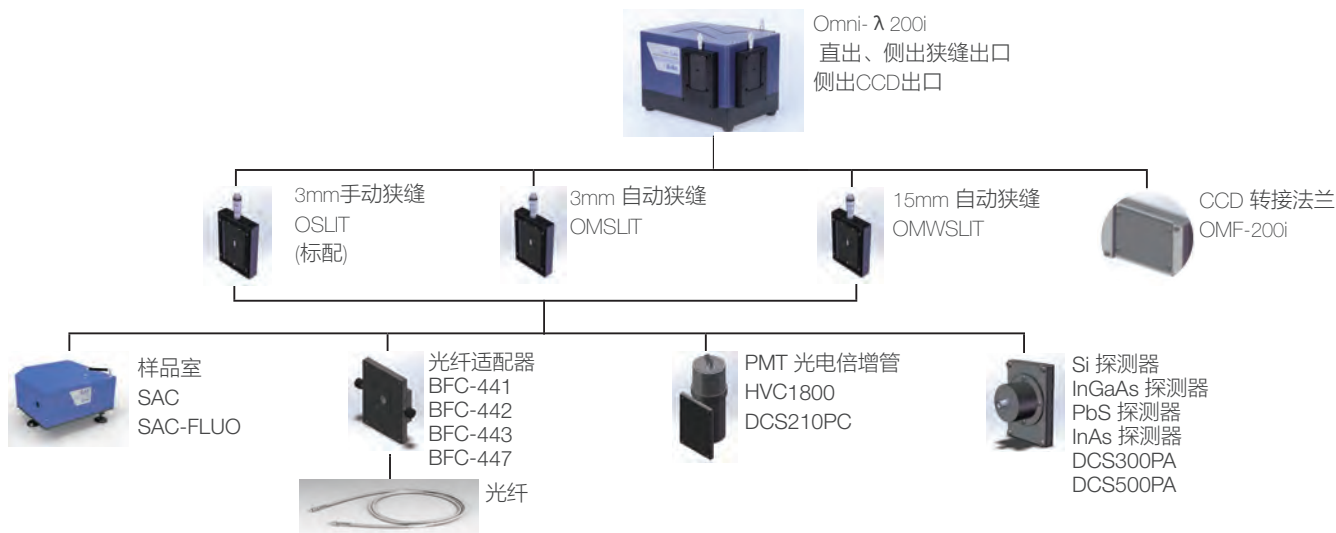 Omni- λ 200i
直出、侧出狭缝出口
侧出CCD出口
3mm手动狭缝
OSLIT
(标配)
3mm 自动狭缝
OMSLIT
15mm 自动狭缝
OMWSLIT
CCD 转接法兰
OMF-200i
样品室
SAC
SAC-FLUO
光纤适配器
BFC-441
BFC-442
BFC-443
BFC-447
光纤
PMT 光电倍增管
HVC1800
DCS210PC
Si 探测器
InGaAs 探测器
PbS 探测器
InAs 探测器
DCS300PA
DCS500PA